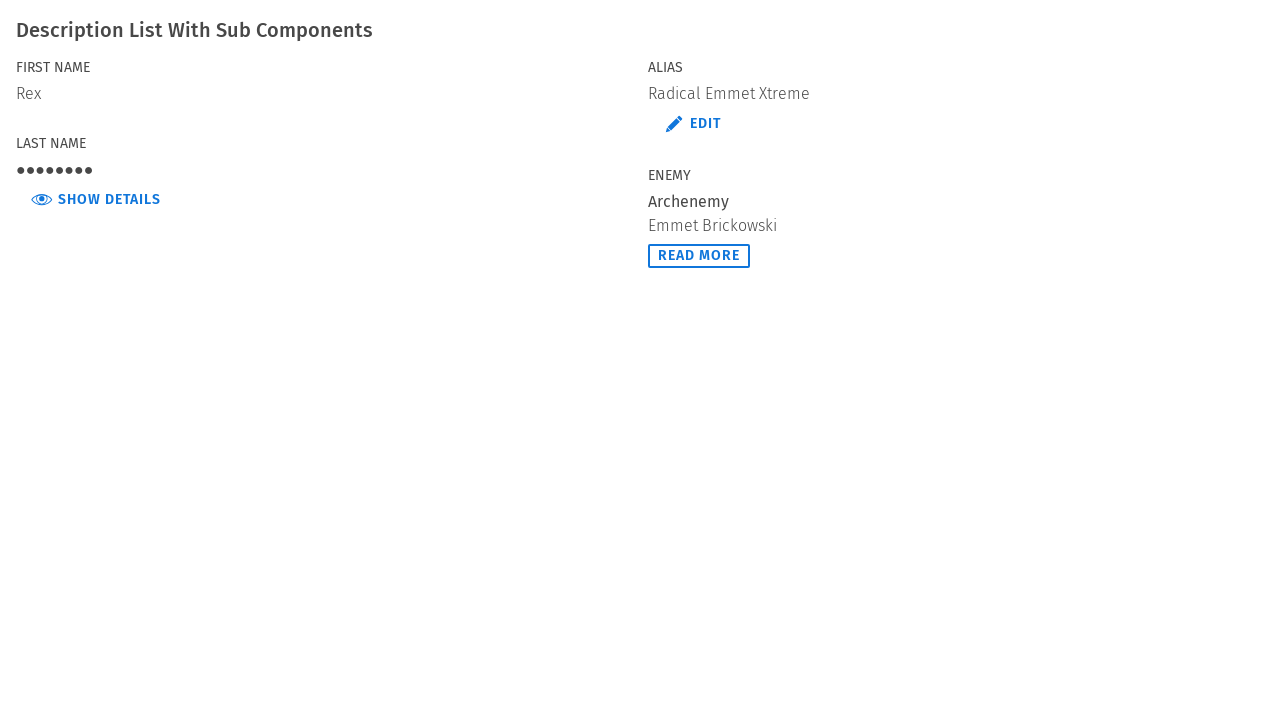 Description List With Sub Components
FIRST NAME
Rex
LAST NAME
●●●●●●●●
SHOW DETAILS
ALIAS
Radical Emmet Xtreme
EDIT
ENEMY
Archenemy
Emmet Brickowski
READ MORE